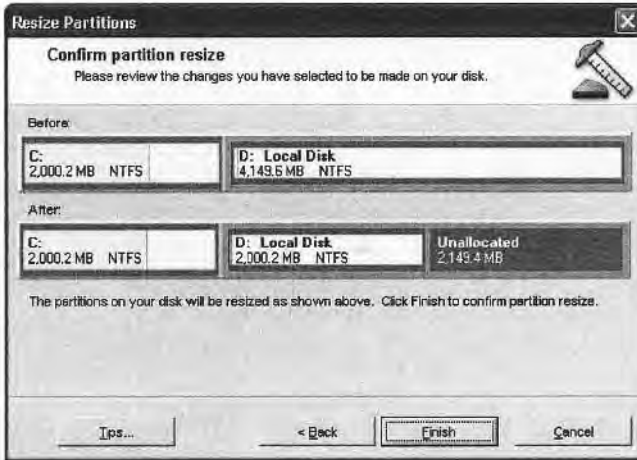 Resize Partitions
Confirm partition resize
Please review the changes you have selected to be made on your disk.
Before:
C:
2,000.2 MB NTFS
D: Local Disk
4,149.6 MB NTFS
After:
C:
2,000.2 MB NTFS
D: Local Disk
2,000.2 MB NTFS
Unallocated
2,149.4 MB
The partitions on your disk will be resized as shown above. Click Finish to confirm partition resize.
Tips...
< Back
Finish
Cancel